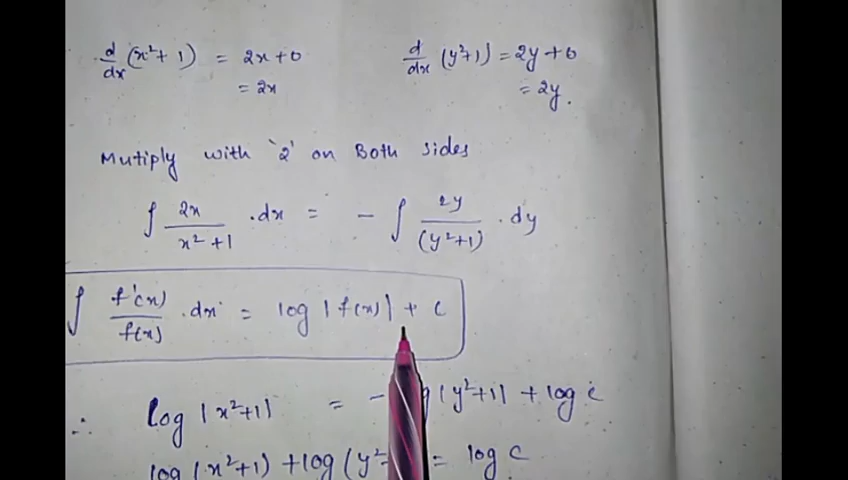 d/dx (x²+1) = 2x+0 d/dx (y²+1) = 2y+0
= 2x = 2y.
Mutiply with '2' on Both sides
∫ 2x/(x²+1) .dx = - ∫ 2y/(y²+1) . dy
∫ f'(x)/f(x) .dx = log |f(x)| + c
∴ log |x²+1| = - |y²+1| + log c
log (x²+1) + log (y² = log c